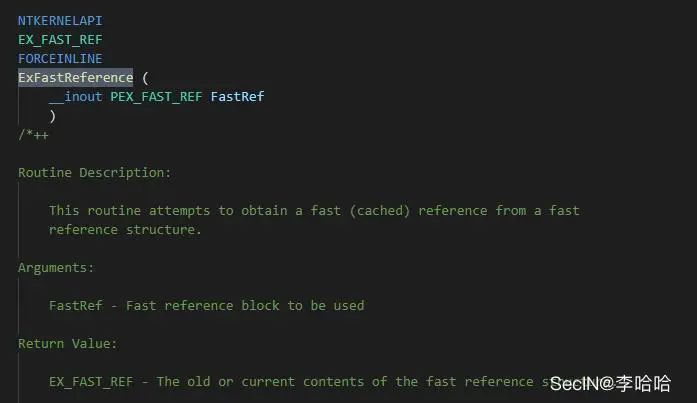 NTKERNELAPI
EX_FAST_REF
FORCEINLINE
ExFastReference (
    __inout PEX_FAST_REF FastRef
    )
/*++
Routine Description:
    This routine attempts to obtain a fast (cached) reference from a fast
    reference structure.
Arguments:
    FastRef - Fast reference block to be used
Return Value:
    EX_FAST_REF - The old or current contents of the fast reference
SecIN@李哈哈